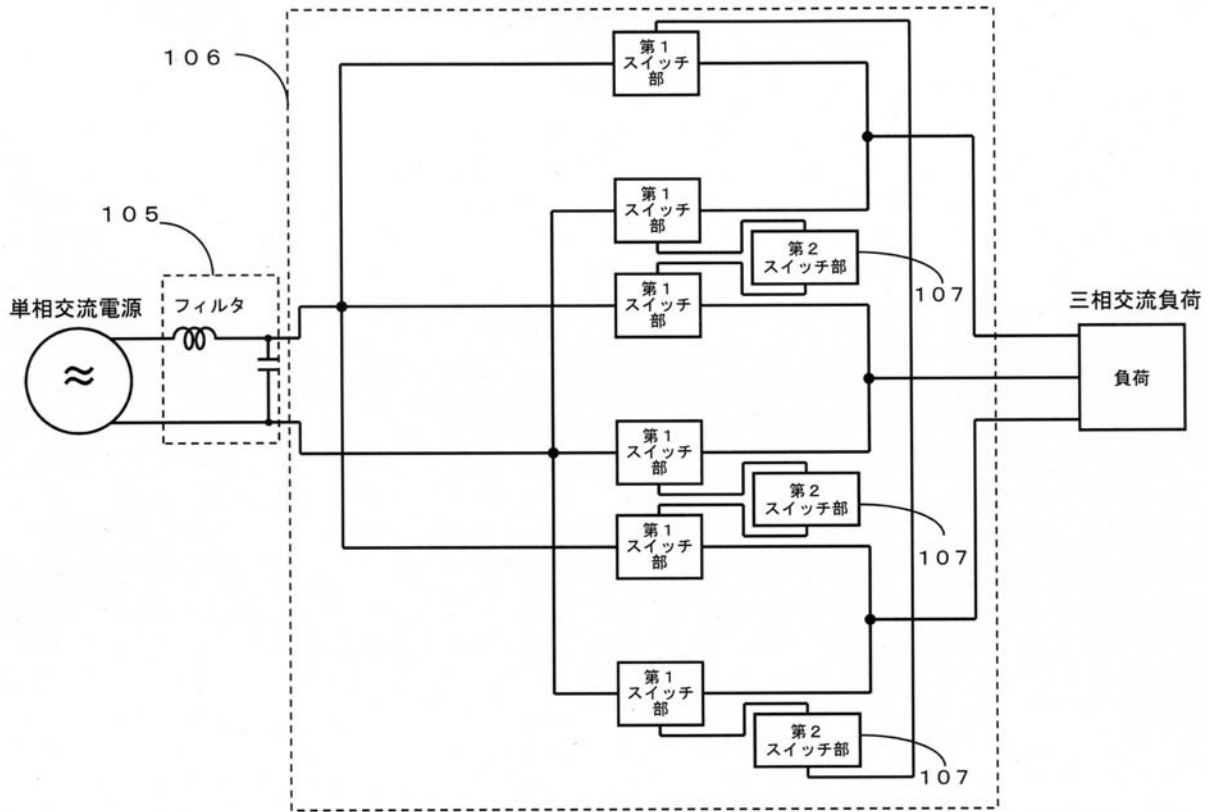 106
第1
スイッチ
部
105
第1
スイッチ
部
第2
スイッチ部
107
第1
スイッチ
部
単相交流電源
フィルタ
≈
三相交流負荷
負荷
第1
スイッチ
部
第2
スイッチ部
107
第1
スイッチ
部
第1
スイッチ
部
第2
スイッチ部
107